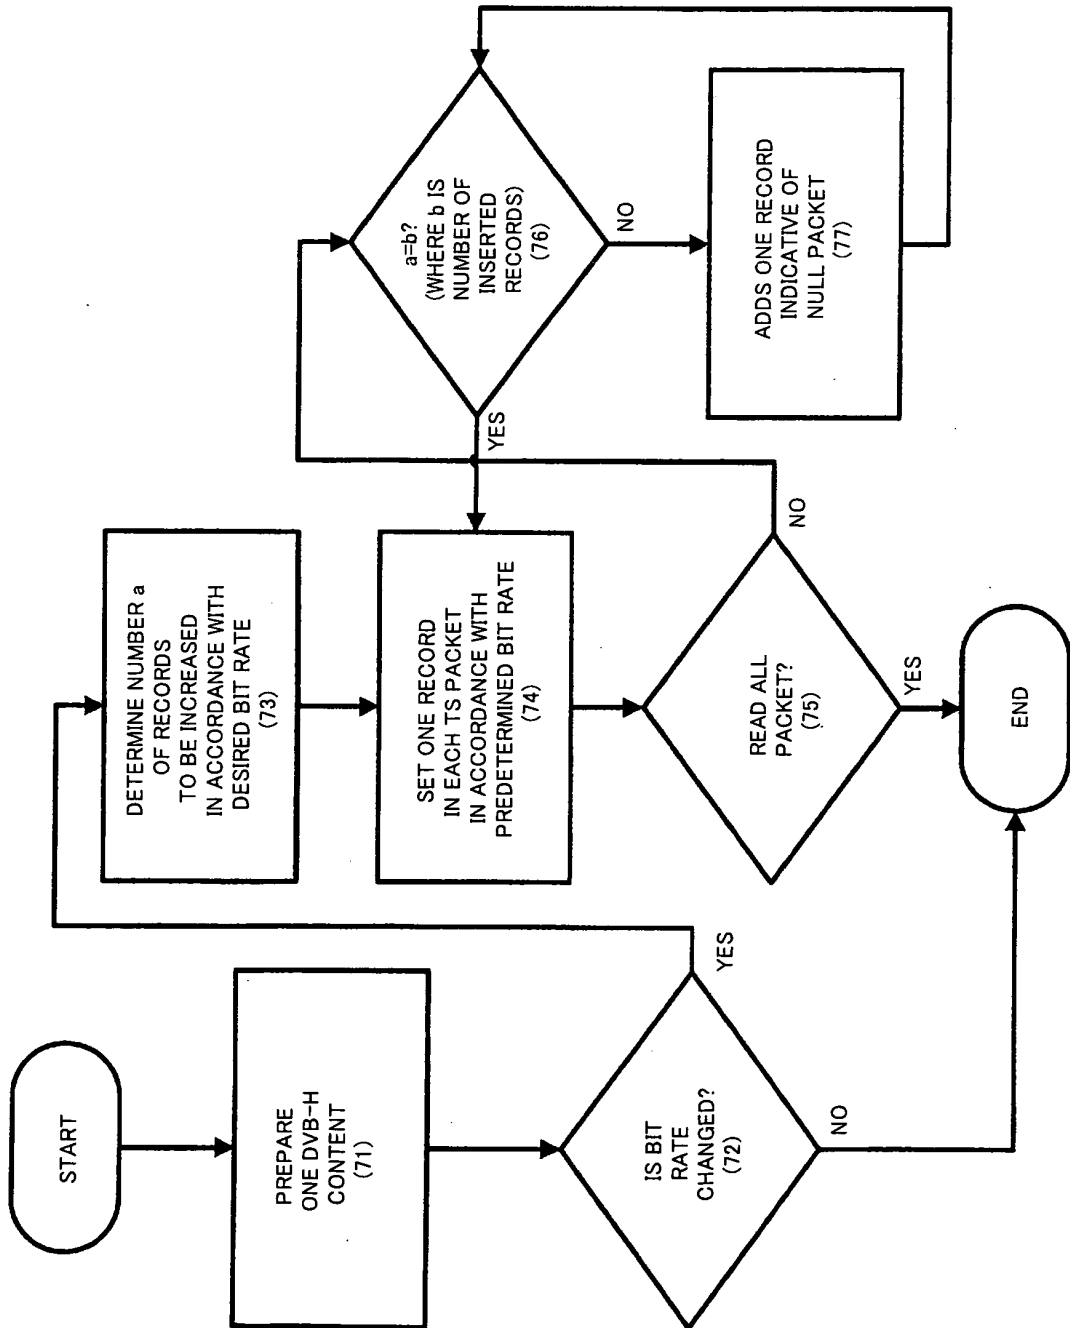 START
PREPARE
ONE DVB-H
CONTENT
(71)
IS BIT
RATE
CHANGED?
(72)
YES
NO
DETERMINE NUMBER a
OF RECORDS
TO BE INCREASED
IN ACCORDANCE WITH
DESIRED BIT RATE
(73)
SET ONE RECORD
IN EACH TS PACKET
IN ACCORDANCE WITH
PREDETERMINED BIT RATE
(74)
READ ALL
PACKET?
(75)
NO
YES
END
a=b?
(WHERE b IS
NUMBER OF
INSERTED
RECORDS)
(76)
YES
NO
ADDS ONE RECORD
INDICATIVE OF
NULL PACKET
(77)